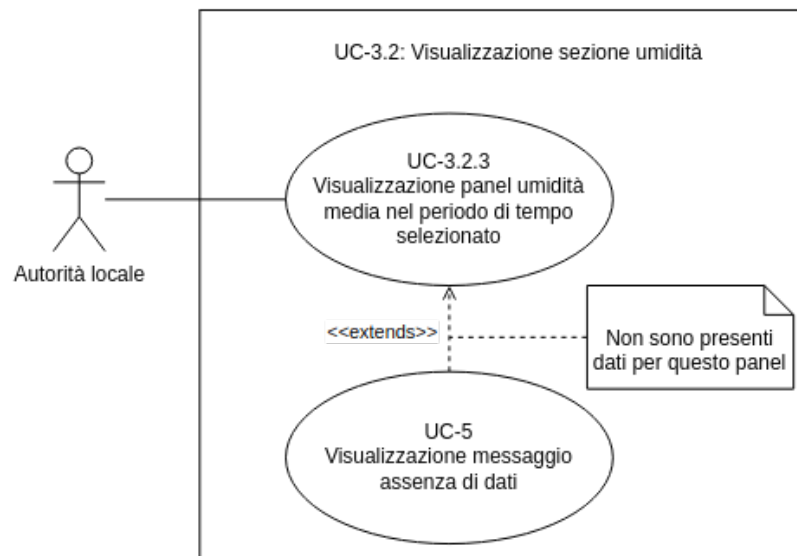 UC-3.2: Visualizzazione sezione umidità
UC-3.2.3
Visualizzazione panel umidità
media nel periodo di tempo
selezionato
Autorità locale
<<extends>>
Non sono presenti
dati per questo panel
UC-5
Visualizzazione messaggio
assenza di dati